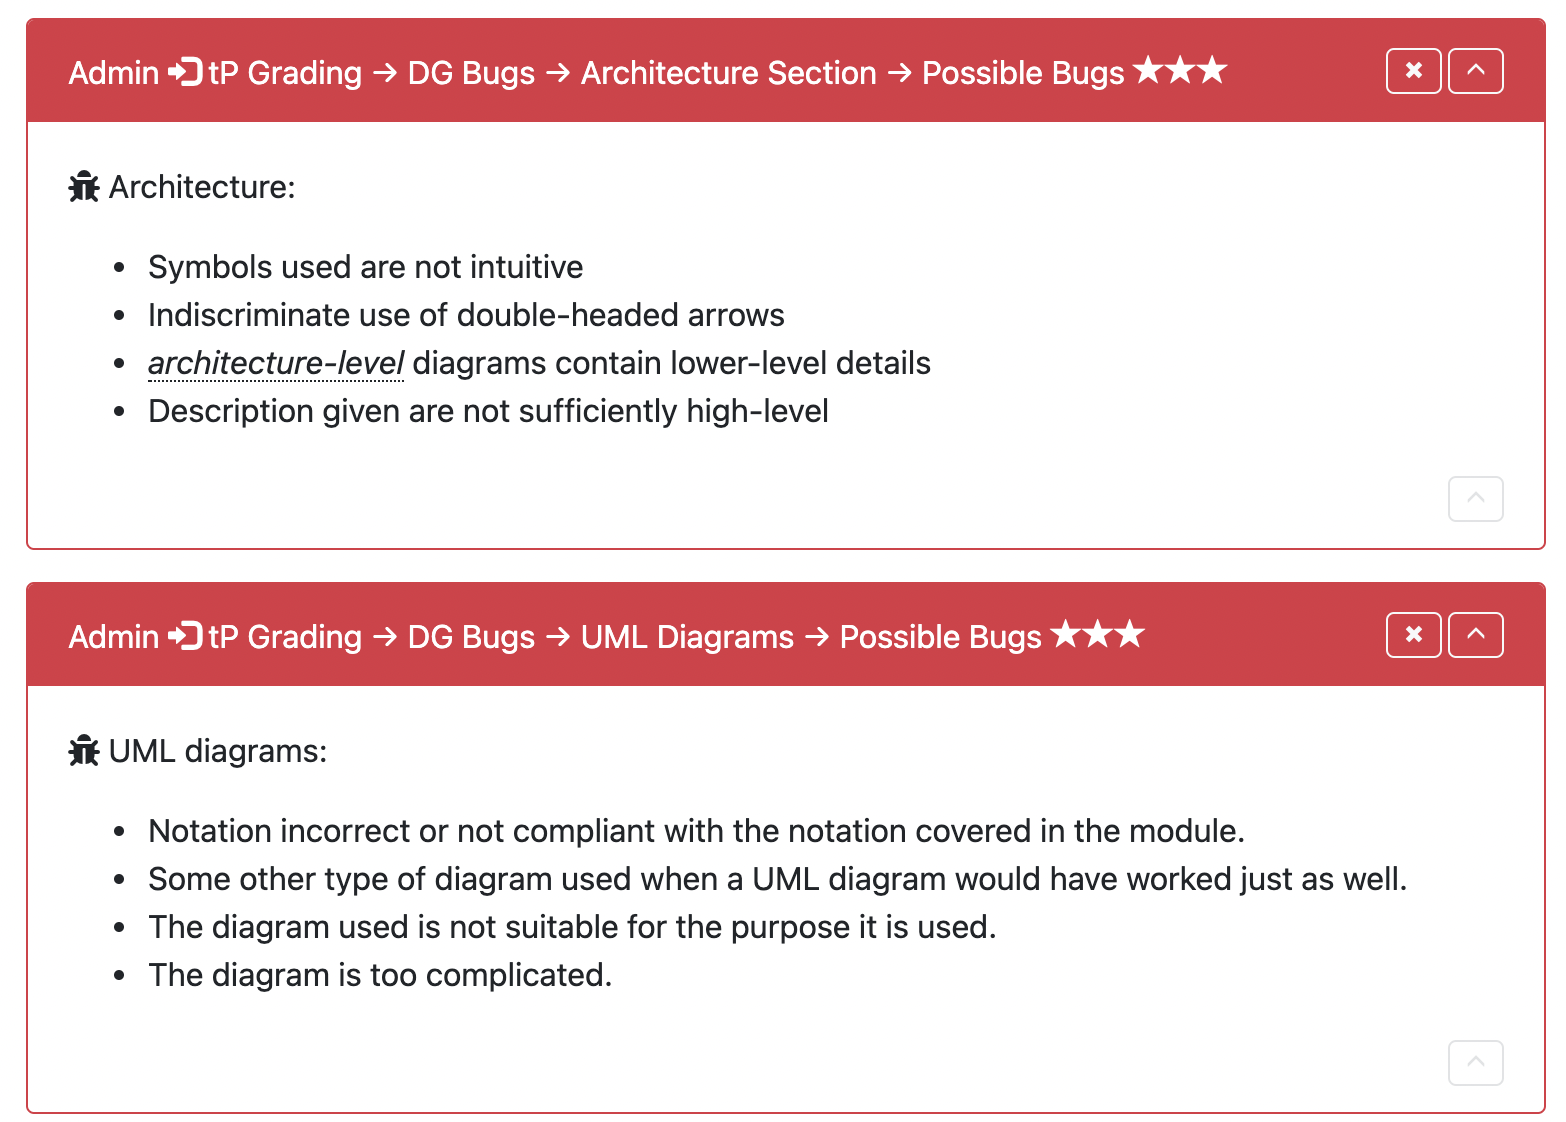 Admin tP Grading → DG Bugs → Architecture Section → Possible Bugs ★★★
Architecture:
• Symbols used are not intuitive
• Indiscriminate use of double-headed arrows
• architecture-level diagrams contain lower-level details
• Description given are not sufficiently high-level
Admin tP Grading → DG Bugs → UML Diagrams → Possible Bugs ★★★
UML diagrams:
• Notation incorrect or not compliant with the notation covered in the module.
• Some other type of diagram used when a UML diagram would have worked just as well.
• The diagram used is not suitable for the purpose it is used.
• The diagram is too complicated.